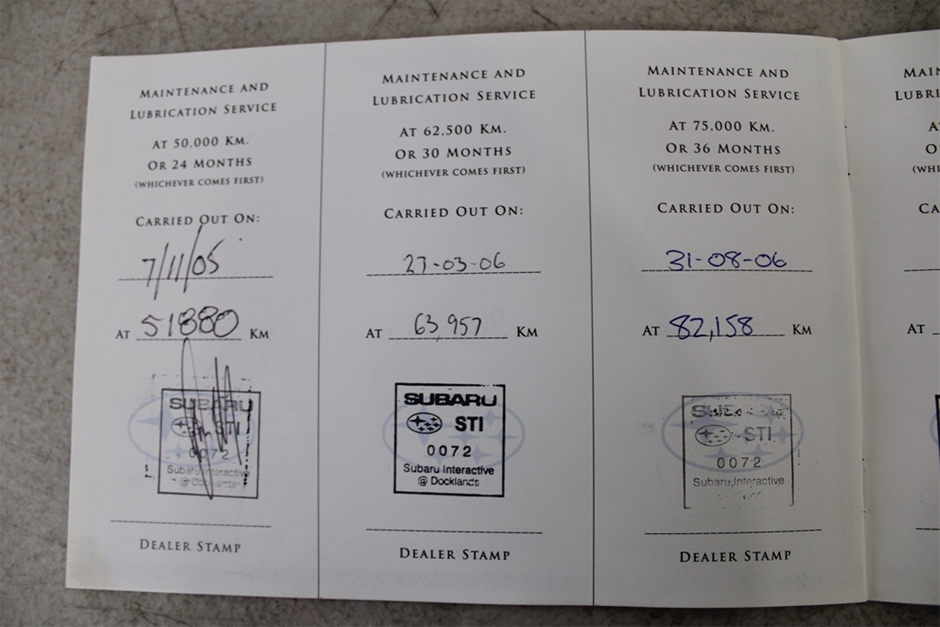 MAINTENANCE AND
LUBRICATION SERVICE
AT 50,000 KM.
OR 24 MONTHS
(WHICHEVER COMES FIRST)
CARRIED OUT ON:
7/11/05
AT 51880 KM
SUBARU
STI
0072
Subaru Interactive
@ Docklands
DEALER STAMP
MAINTENANCE AND
LUBRICATION SERVICE
AT 62,500 KM.
OR 30 MONTHS
(WHICHEVER COMES FIRST)
CARRIED OUT ON:
27-03-06
AT 63,957 KM
SUBARU
STI
0072
Subaru Interactive
@ Docklands
DEALER STAMP
MAINTENANCE AND
LUBRICATION SERVICE
AT 75,000 KM.
OR 36 MONTHS
(WHICHEVER COMES FIRST)
CARRIED OUT ON:
31-08-06
AT 82,158 KM
STI
0072
Subaru Interactive
DEALER STAMP
AT